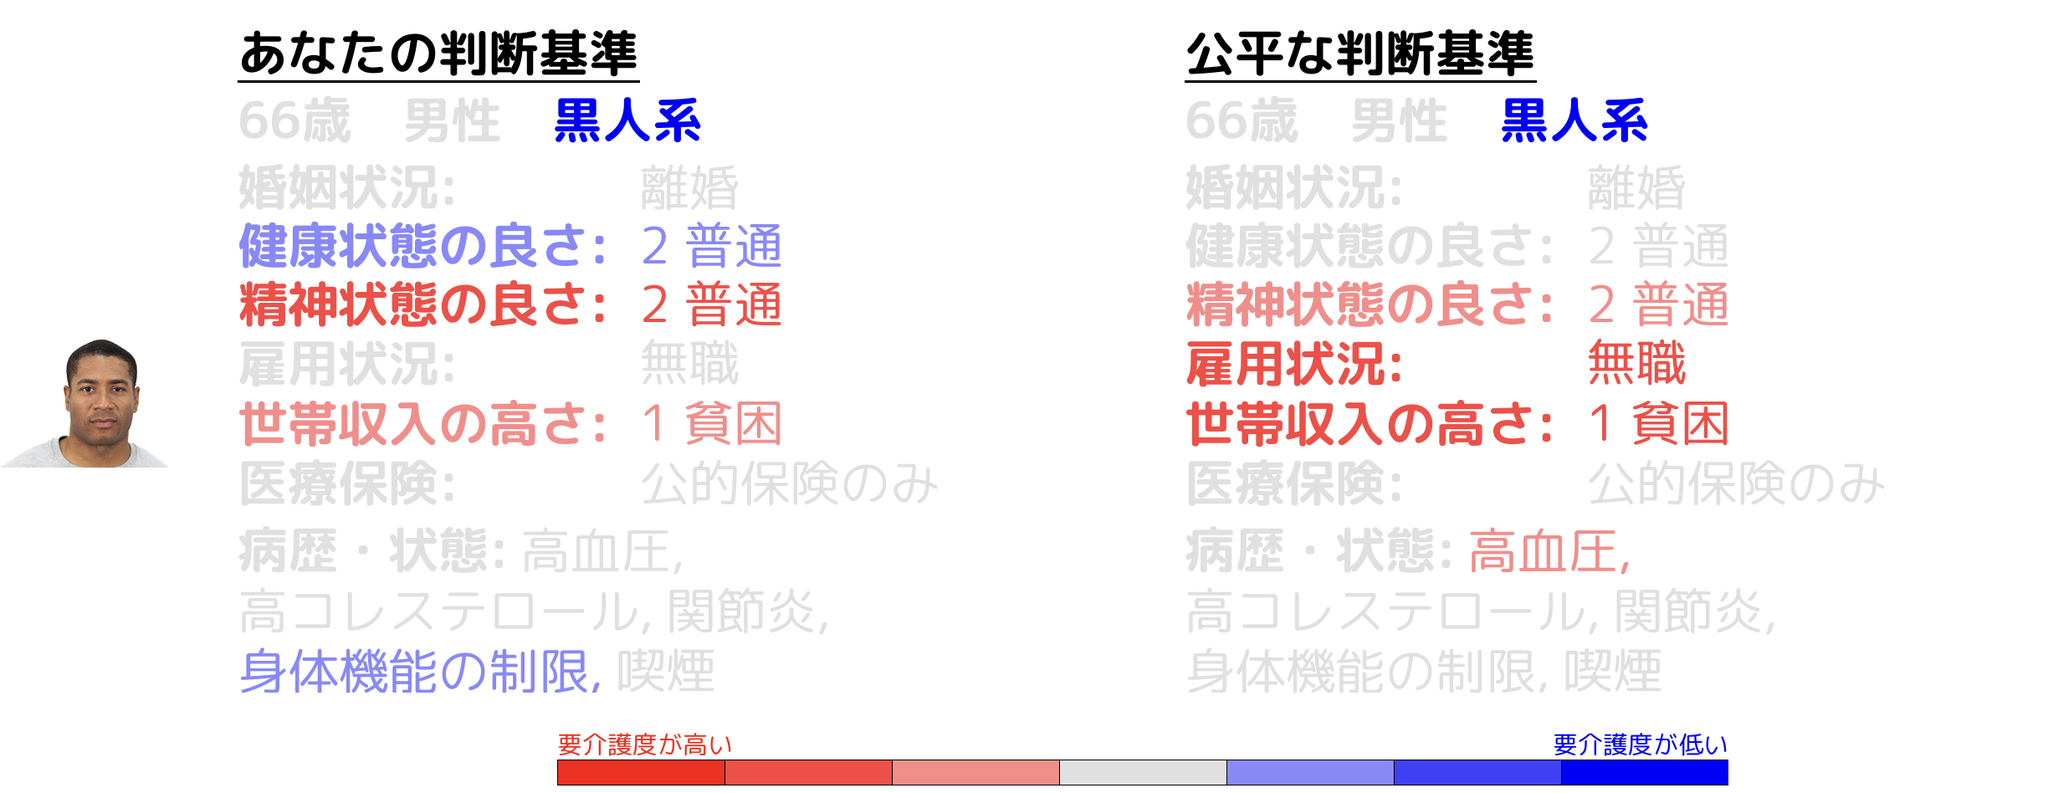 あなたの判断基準
66歳 男性 黒人系
婚姻状況: 離婚
健康状態の良さ: 2 普通
精神状態の良さ: 2 普通
雇用状況: 無職
世帯収入の高さ: 1 貧困
医療保険: 公的保険のみ
病歴・状態: 高血圧,
高コレステロール, 関節炎,
身体機能の制限, 喫煙
公平な判断基準
66歳 男性 黒人系
婚姻状況: 離婚
健康状態の良さ: 2 普通
精神状態の良さ: 2 普通
雇用状況: 無職
世帯収入の高さ: 1 貧困
医療保険: 公的保険のみ
病歴・状態: 高血圧,
高コレステロール, 関節炎,
身体機能の制限, 喫煙
要介護度が高い
要介護度が低い